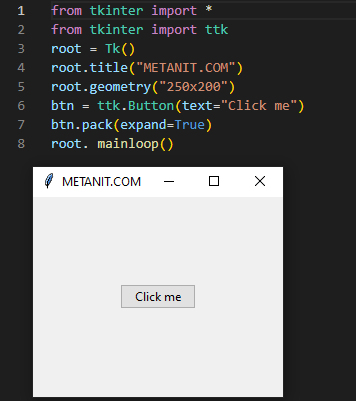 1 from tkinter import *
2 from tkinter import ttk
3 root = Tk()
4 root.title("METANIT.COM")
5 root.geometry("250x200")
6 btn = ttk.Button(text="Click me")
7 btn.pack(expand=True)
8 root. mainloop()
METANIT.COM
Click me